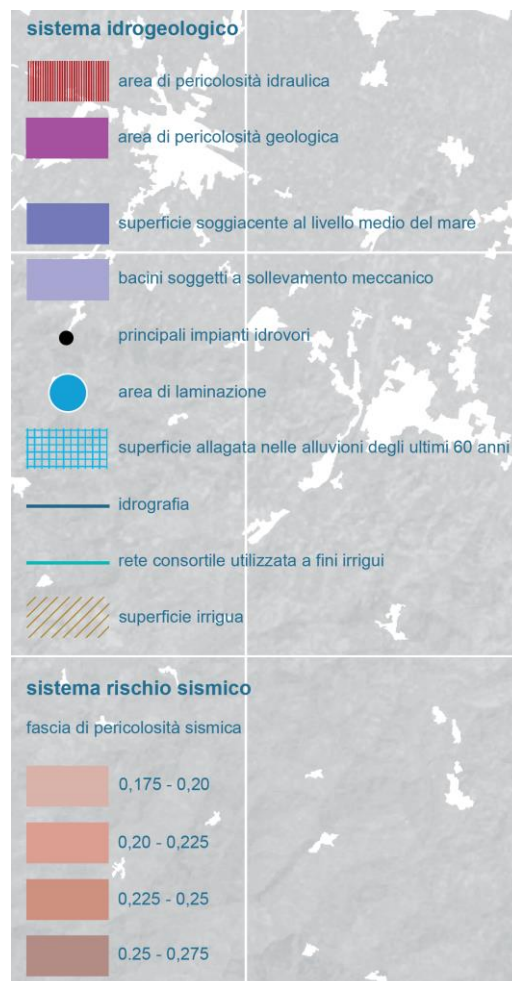 sistema idrogeologico
area di pericolosità idraulica
area di pericolosità geologica
superficie soggiacente al livello medio del mare
bacini soggetti a sollevamento meccanico
principali impianti idrovori
area di laminazione
superficie allagata nelle alluvioni degli ultimi 60 anni
idrografia
rete consortile utilizzata a fini irrigui
superficie irrigua
sistema rischio sismico
fascia di pericolosità sismica
0,175 - 0,20
0,20 - 0,225
0,225 - 0,25
0.25 - 0,275